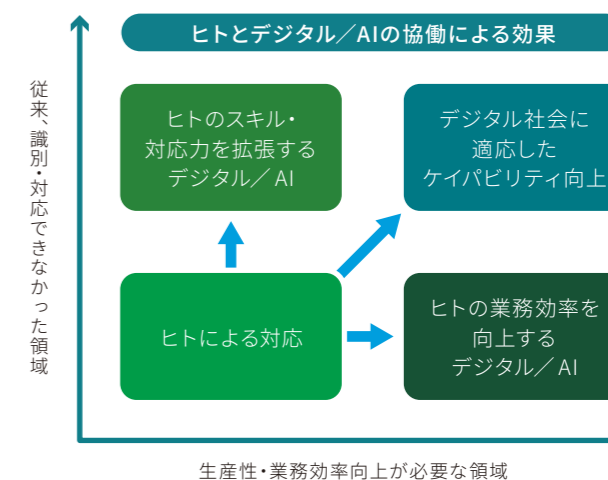 ヒトとデジタル／AIの協働による効果
従来、識別・対応できなかった領域
ヒトのスキル・
対応力を拡張する
デジタル／AI
デジタル社会に
適応した
ケイパビリティ向上
ヒトによる対応
ヒトの業務効率を
向上する
デジタル／AI
生産性・業務効率向上が必要な領域